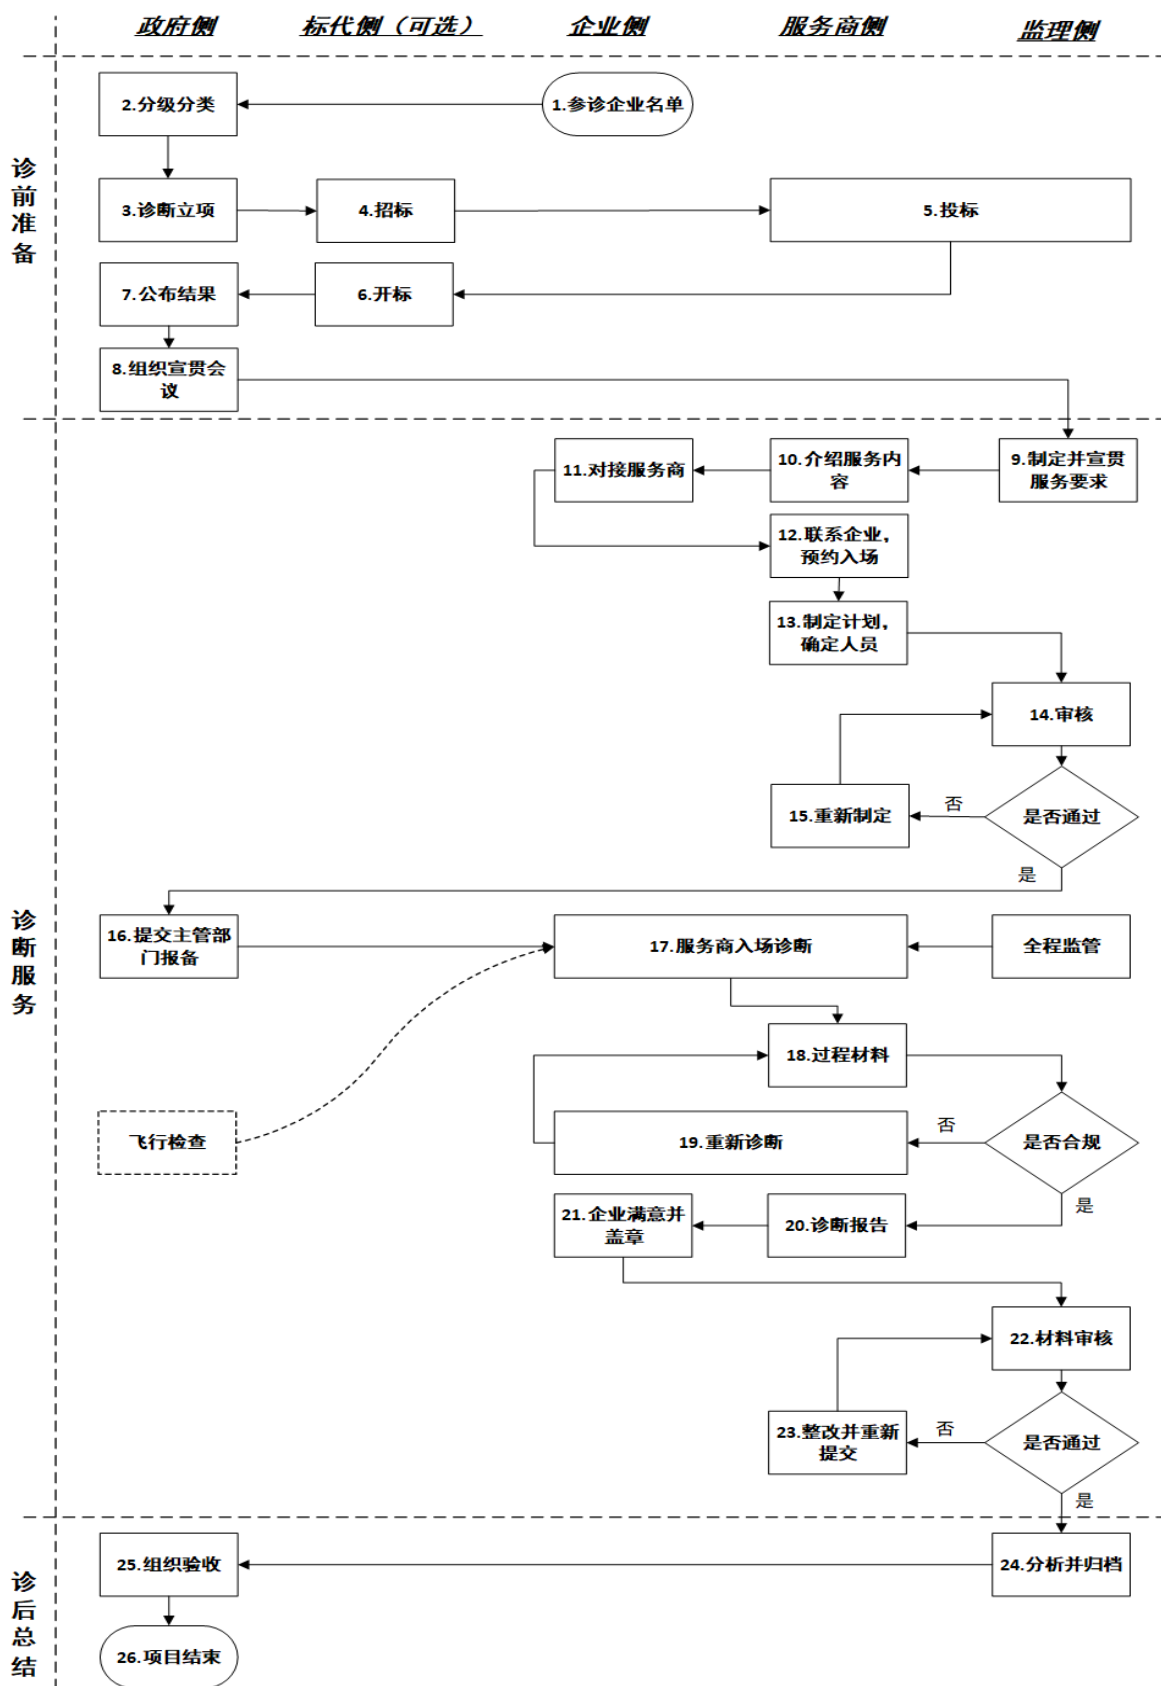 政府侧
标代侧（可选）
企业侧
服务商侧
监理侧
诊前准备
2.分级分类
1.参诊企业名单
3.诊断立项
4.招标
5.投标
7.公布结果
6.开标
8.组织宣贯会
议
诊断服务
11.对接服务商
10.介绍服务内
容
9.制定并宣贯
服务要求
12.联系企业，
预约入场
13.制定计划，
确定人员
14.审核
15.重新制定
否
是否通过
是
16.提交主管部
门报备
17.服务商入场诊断
全程监管
18.过程材料
飞行检查
19.重新诊断
否
是否合规
是
21.企业满意并
盖章
20.诊断报告
22.材料审核
23.整改并重新
提交
否
是否通过
是
诊后总结
25.组织验收
24.分析并归档
26.项目结束